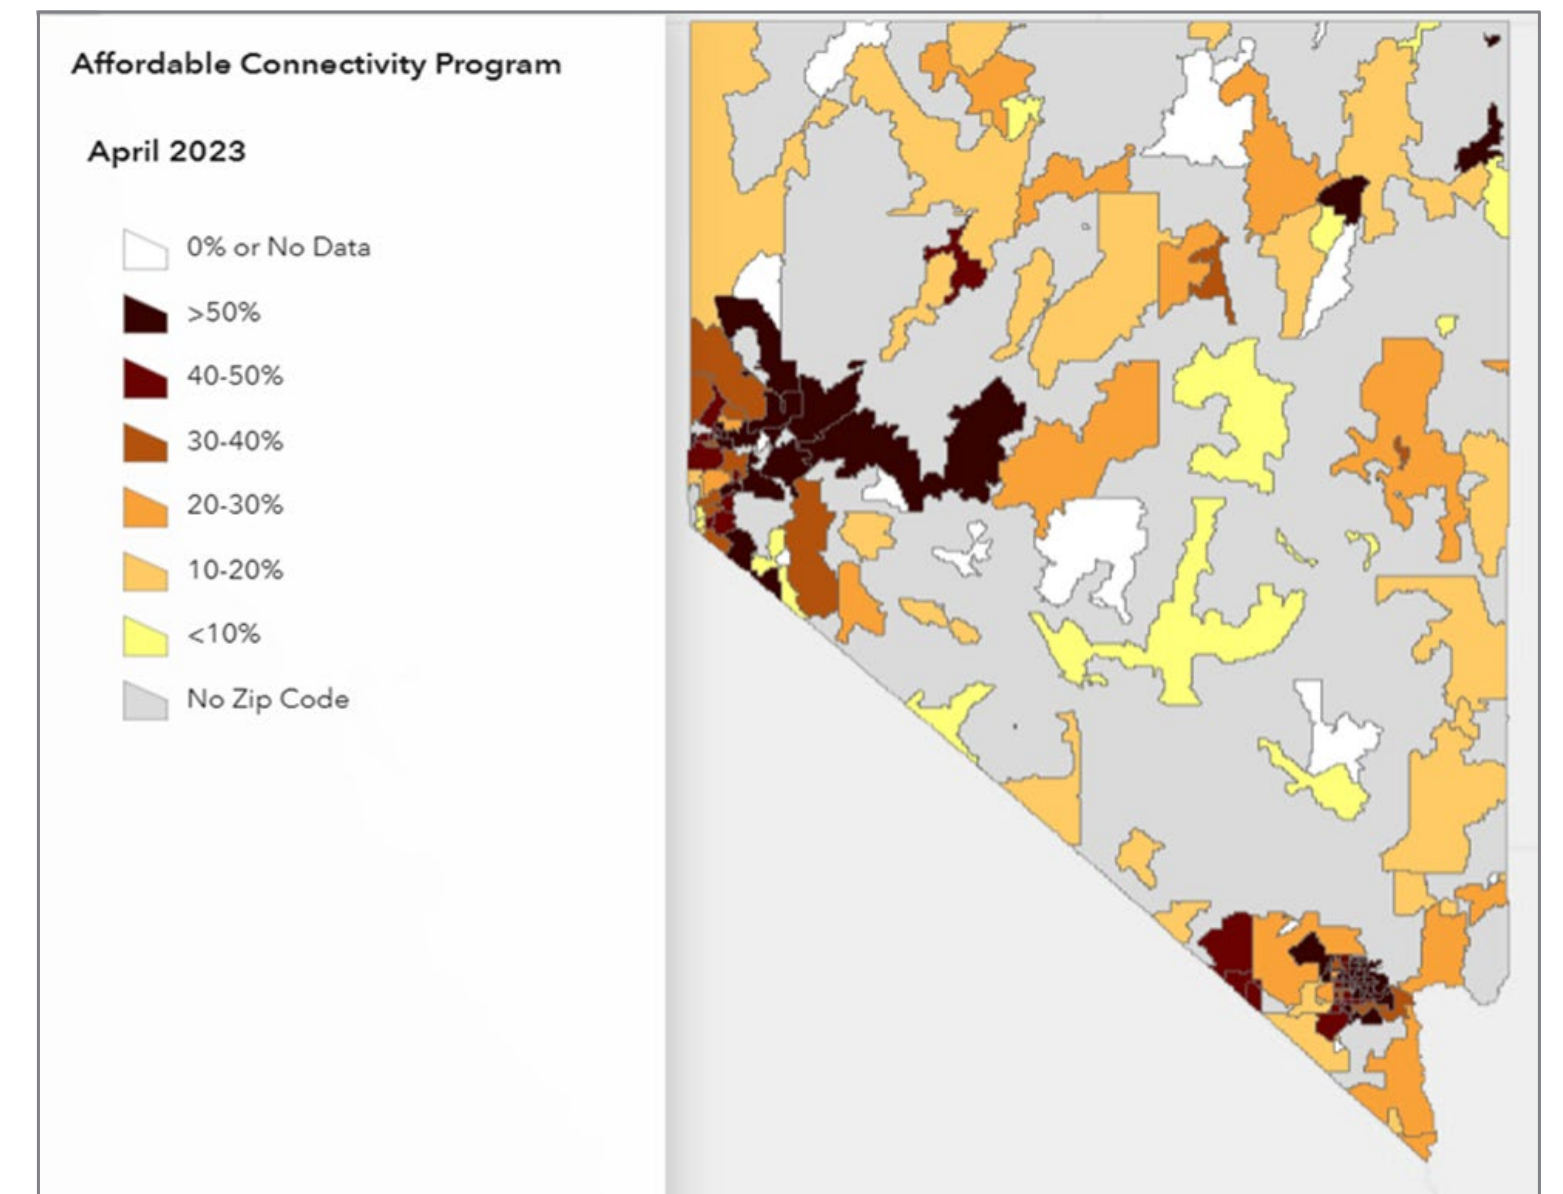 Affordable Connectivity Program
April 2023
0% or No Data
>50%
40-50%
30-40%
20-30%
10-20%
<10%
No Zip Code